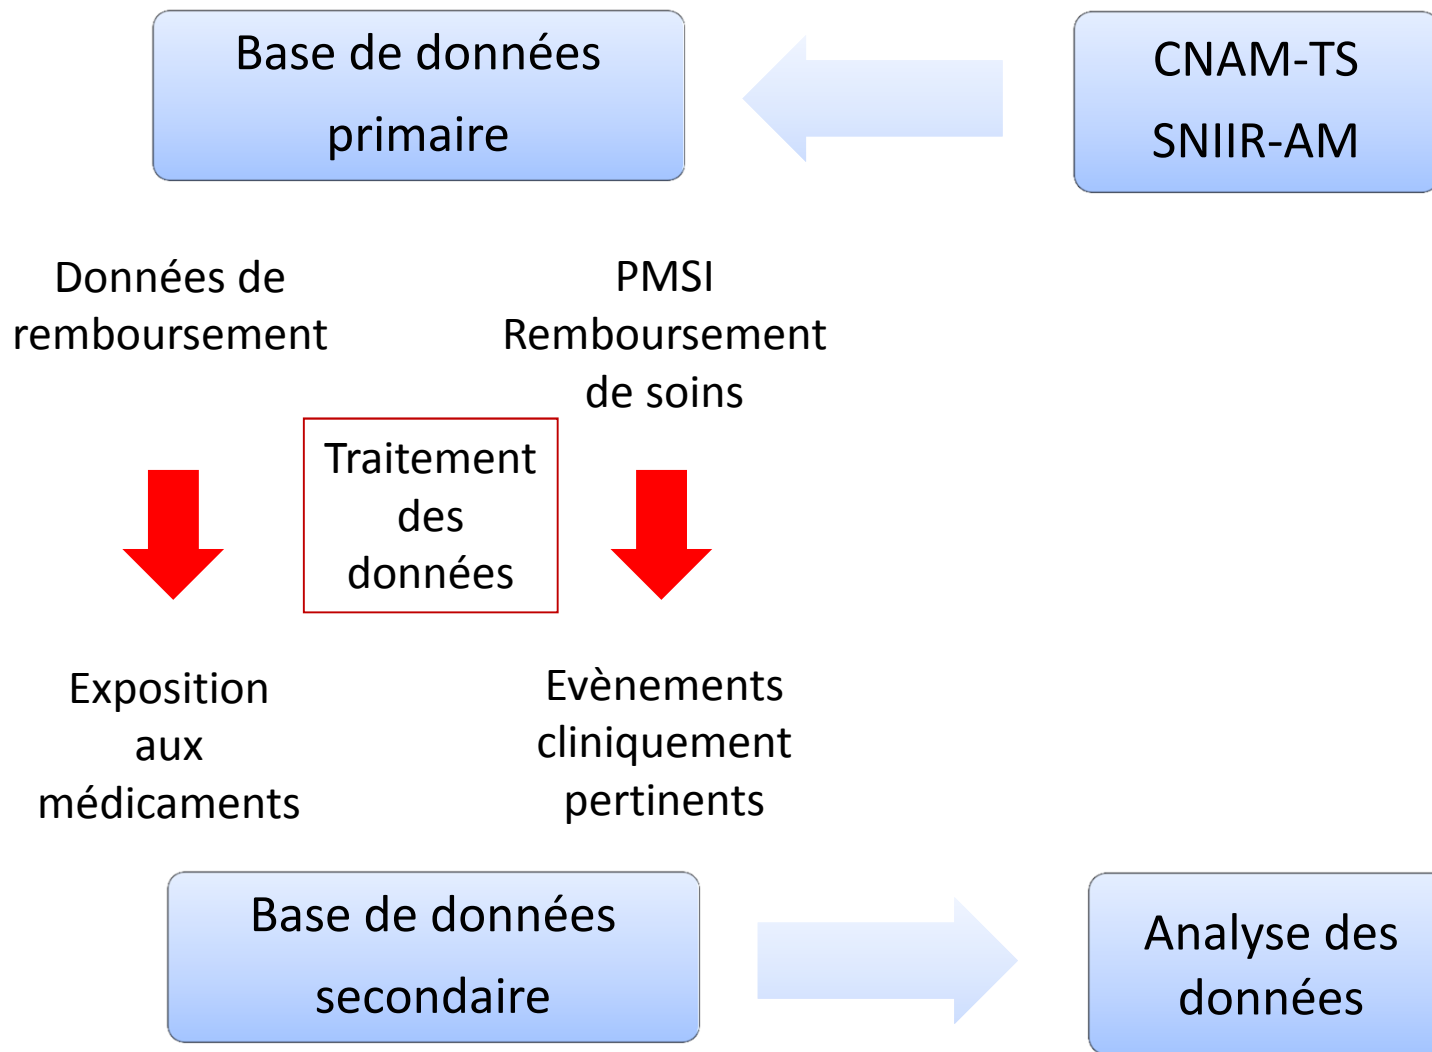 Base de données
primaire
CNAM-TS
SNIIR-AM
Données de
remboursement
PMSI
Remboursement
de soins
Traitement
des
données
Exposition
aux
médicaments
Evènements
cliniquement
pertinents
Base de données
secondaire
Analyse des
données